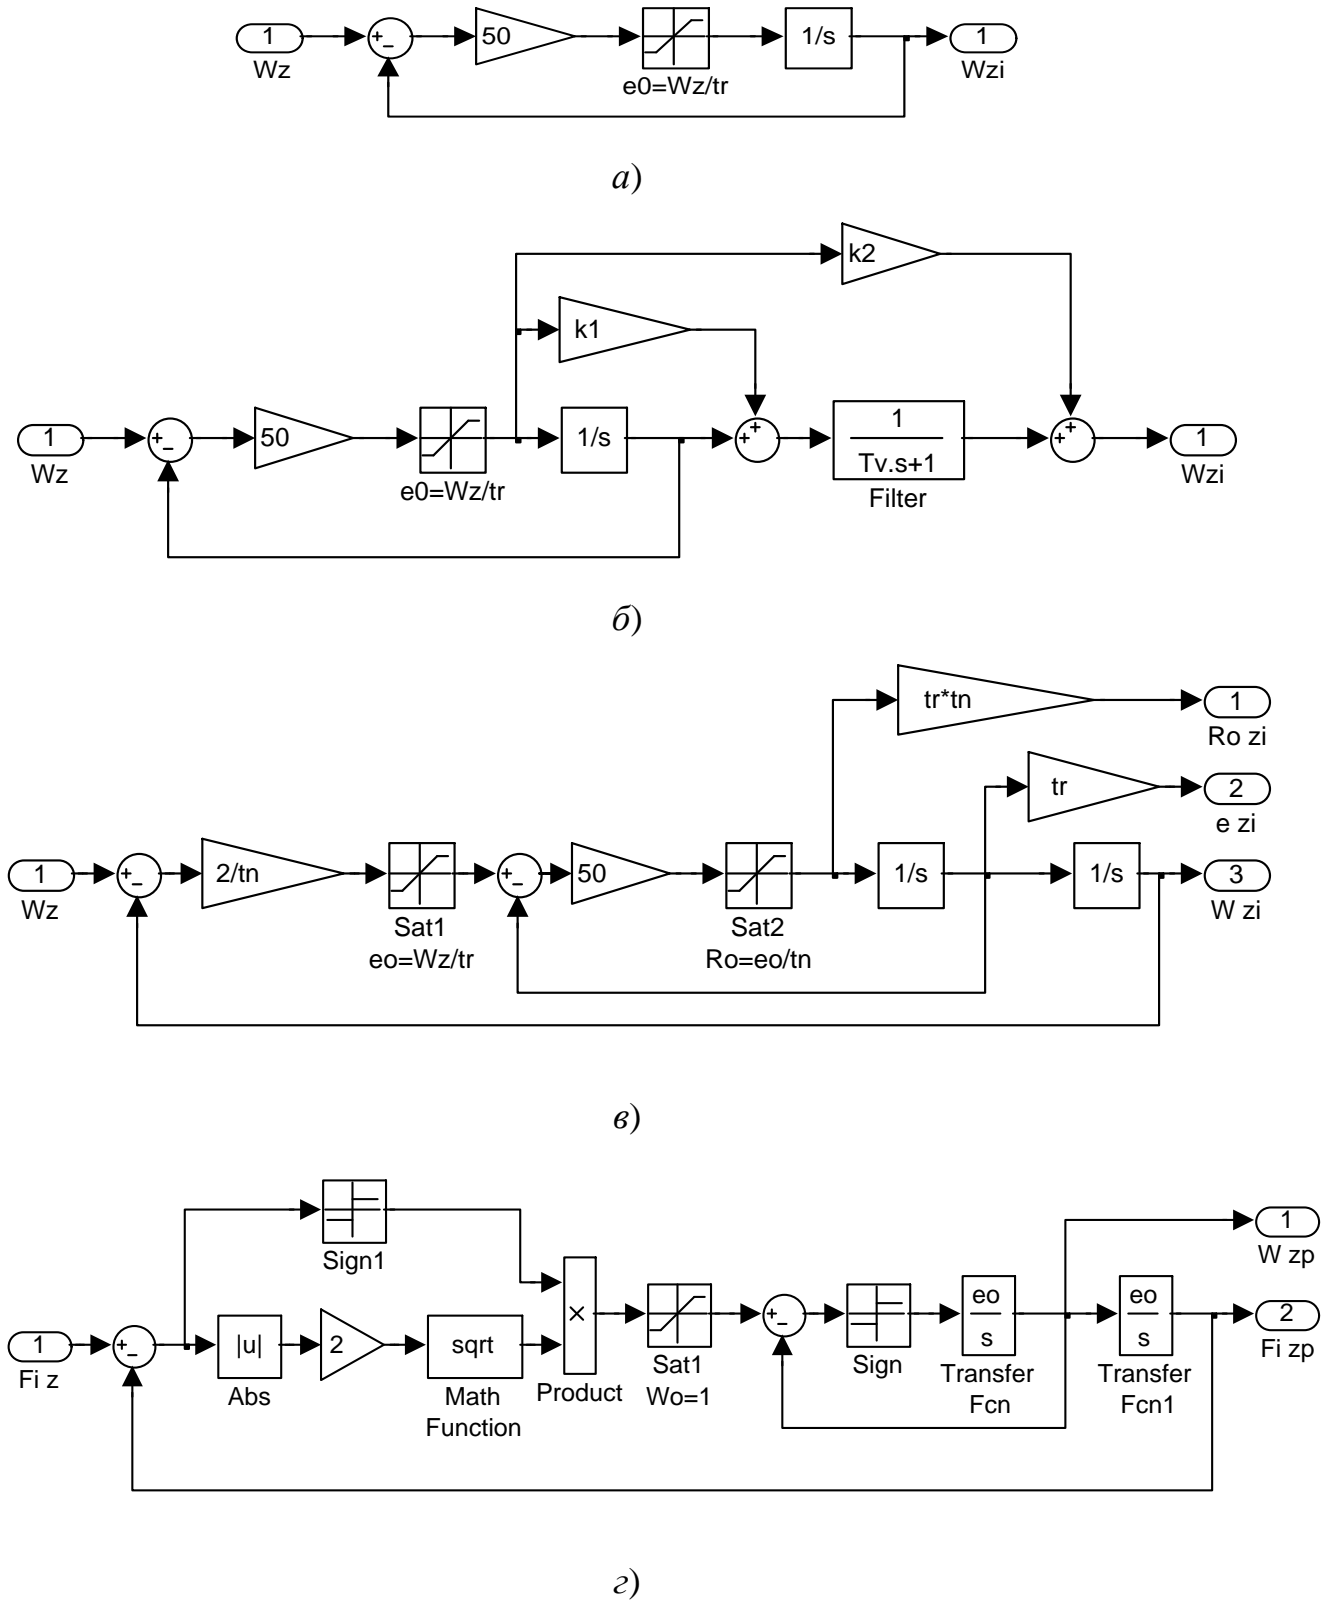 1
Wz
+
−
50
e0=Wz/tr
1/s
1
Wzi
а)
k2
k1
1
Wz
+
−
50
e0=Wz/tr
1/s
+
+
1
Tv.s+1
Filter
+
+
1
Wzi
б)
tr*tn
1
Ro zi
tr
2
e zi
1
Wz
+
−
2/tn
Sat1
eo=Wz/tr
+
−
50
Sat2
Ro=eo/tn
1/s
1/s
3
W zi
в)
Sign1
1
W zp
1
Fi z
+
−
|u|
Abs
2
sqrt
Math
Function
×
Product
Sat1
Wo=1
+
−
Sign
eo
s
Transfer
Fcn
eo
s
Transfer
Fcn1
2
Fi zp
г)